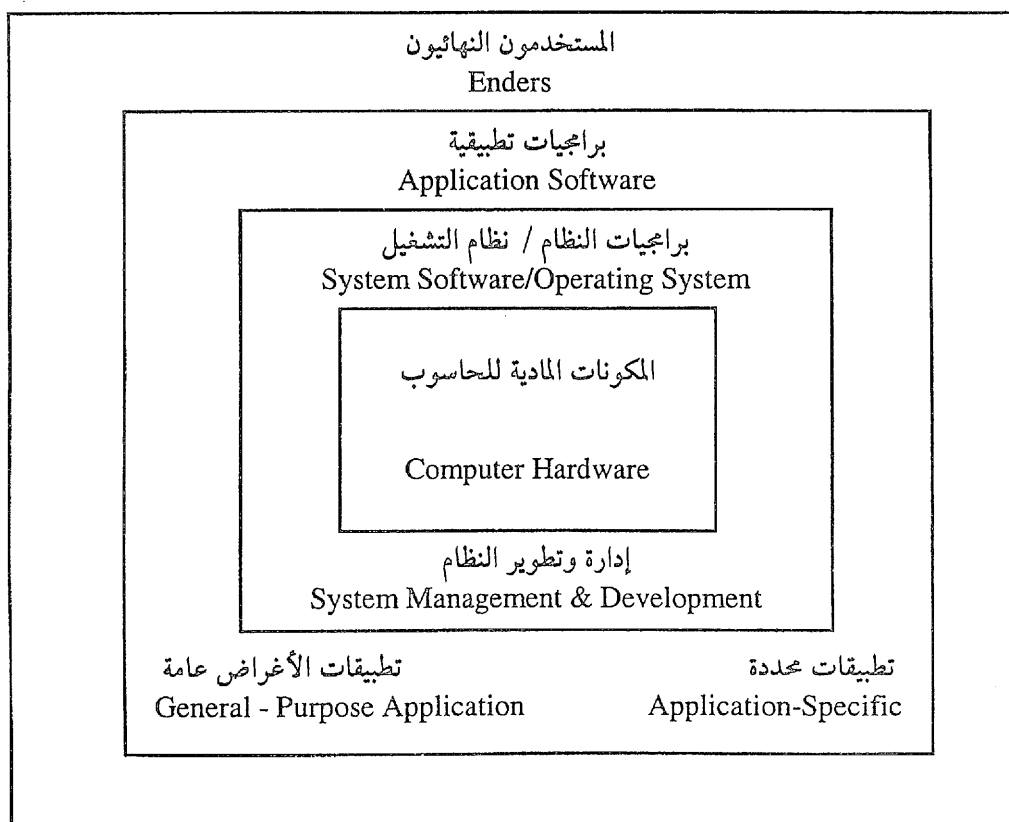 المستخدمون النهائيون
Enders
برامجيات تطبيقية
Application Software
برامجيات النظام / نظام التشغيل
System Software/Operating System
المكونات المادية للحاسوب
Computer Hardware
إدارة وتطوير النظام
System Management & Development
تطبيقات محددة
تطبيقات الأغراض عامة
General - Purpose Application
Application-Specific